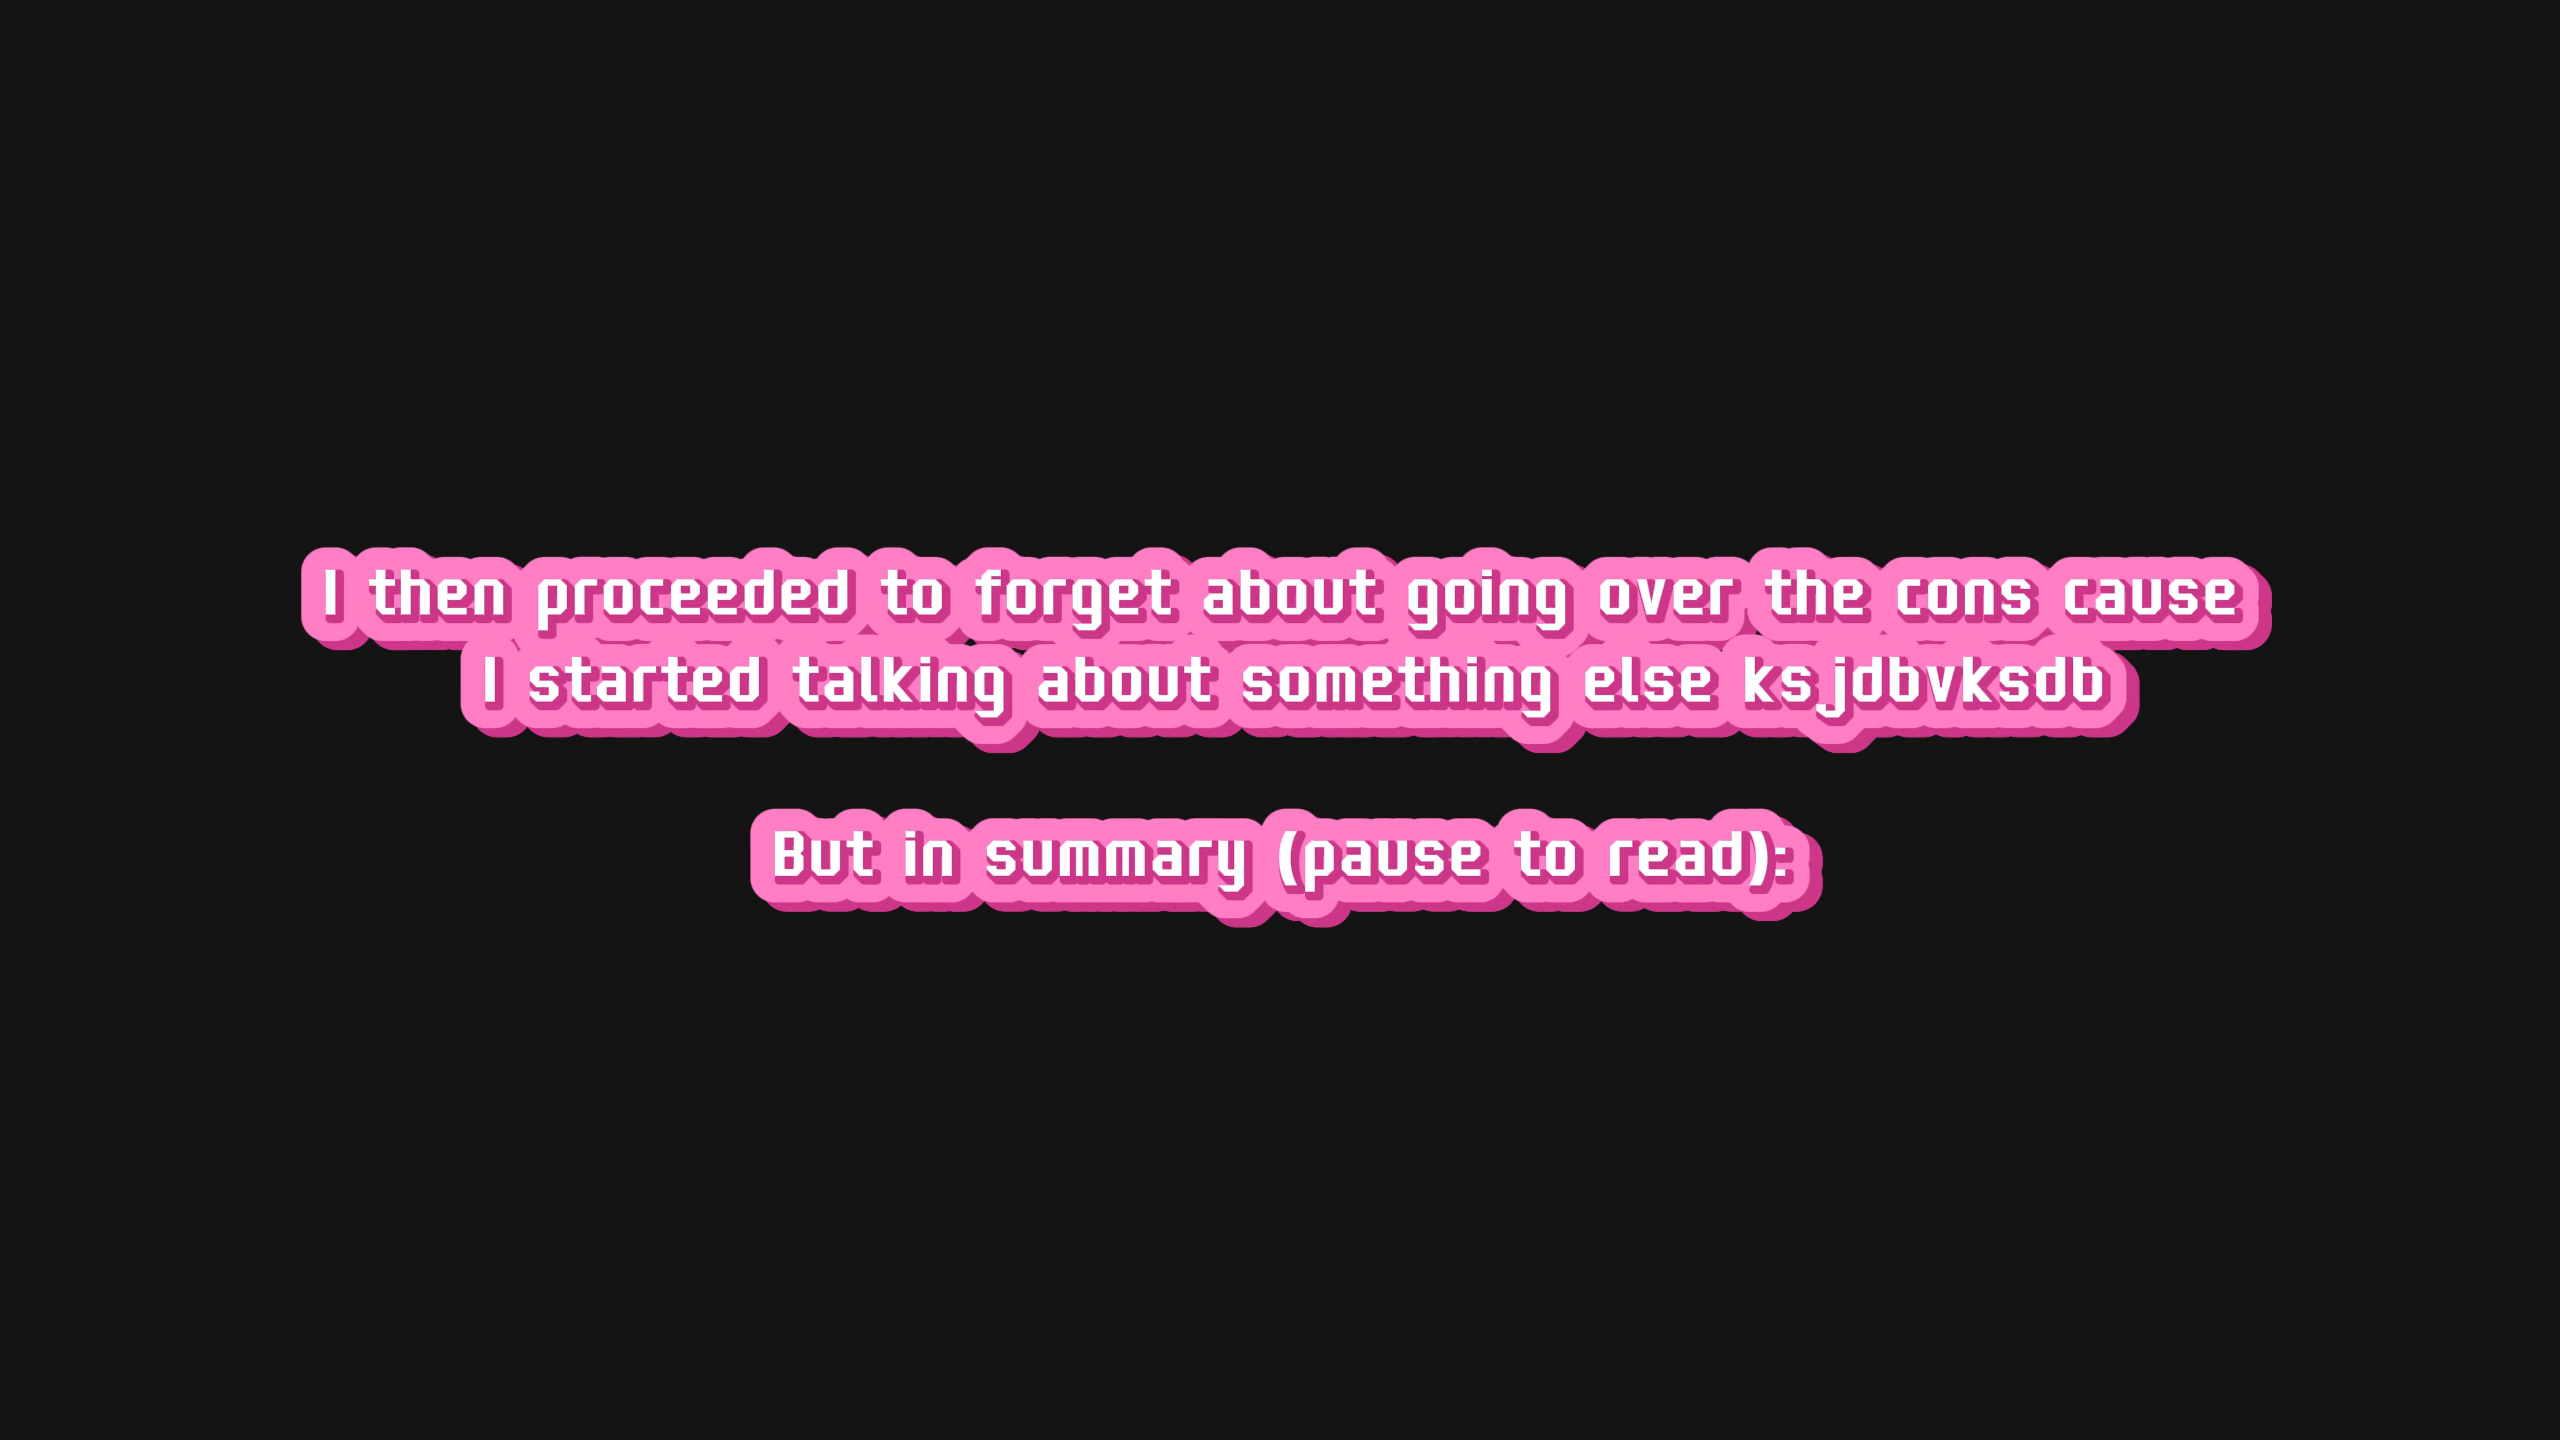 I then proceeded to forget about going over the cons cause
I started talking about something else ksjdbvksdb
But in summary (pause to read):